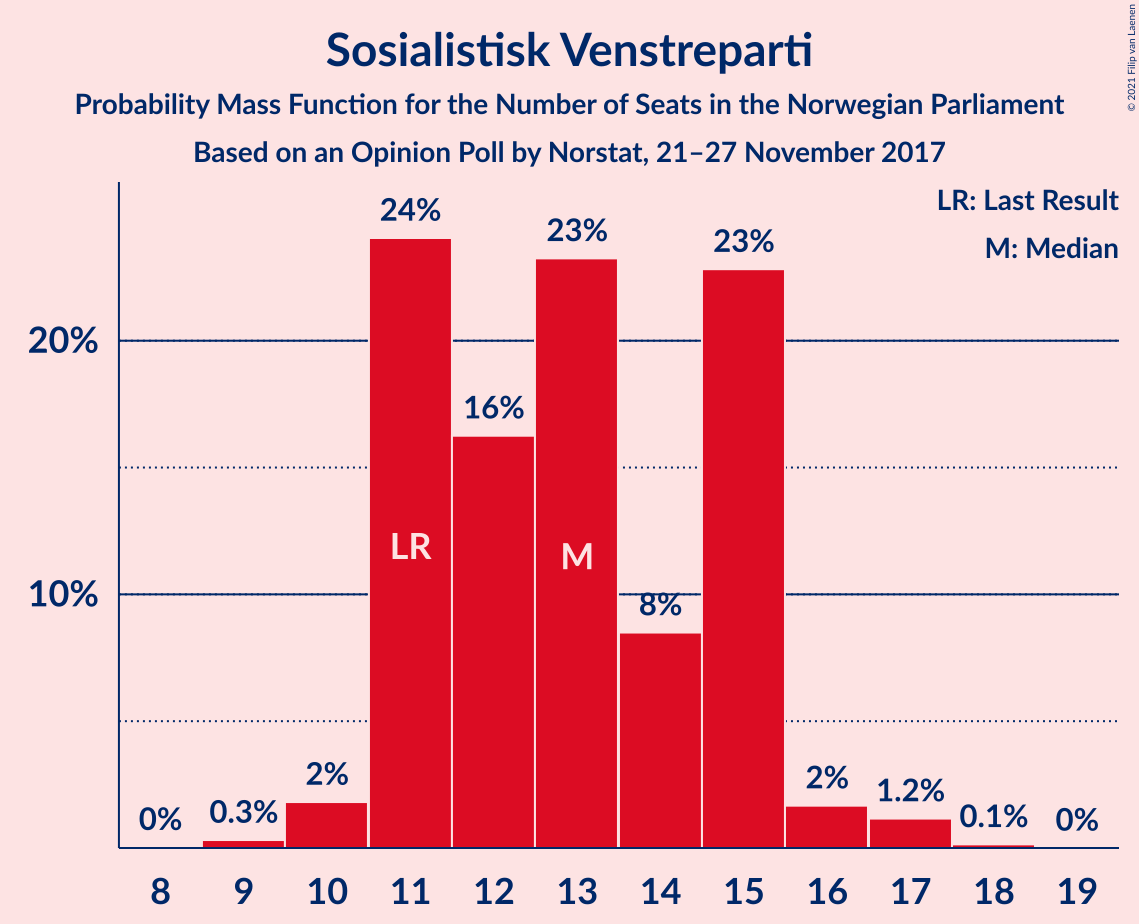 Sosialistisk Venstreparti
Probability Mass Function for the Number of Seats in the Norwegian Parliament
Based on an Opinion Poll by Norstat, 21–27 November 2017
© 2021 Filip van Laenen
LR: Last Result
M: Median
20%
10%
0%
0.3%
2%
24%
16%
23%
8%
23%
2%
1.2%
0.1%
0%
LR
M
8 9 10 11 12 13 14 15 16 17 18 19